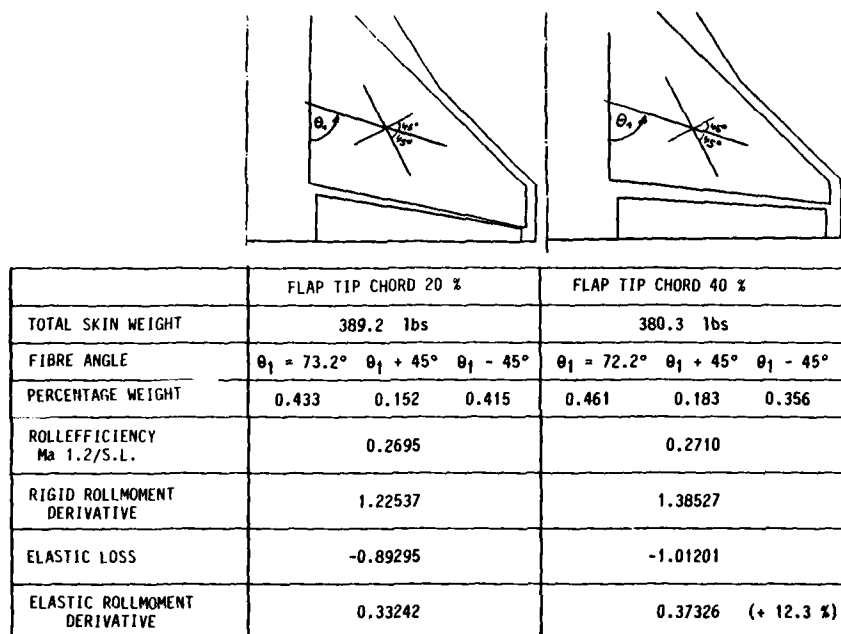 θ₁ 45° 45° θ₁ 45° 45°
FLAP TIP CHORD 20 % FLAP TIP CHORD 40 %
TOTAL SKIN WEIGHT 389.2 lbs 380.3 lbs
FIBRE ANGLE θ₁ = 73.2° θ₁ + 45° θ₁ - 45° θ₁ = 72.2° θ₁ + 45° θ₁ - 45°
PERCENTAGE WEIGHT 0.433 0.152 0.415 0.461 0.183 0.356
ROLLEFFICIENCY
Ma 1.2/S.L. 0.2695 0.2710
RIGID ROLLMOMENT
DERIVATIVE 1.22537 1.38527
ELASTIC LOSS -0.89295 -1.01201
ELASTIC ROLLMOMENT
DERIVATIVE 0.33242 0.37326 (+ 12.3 %)